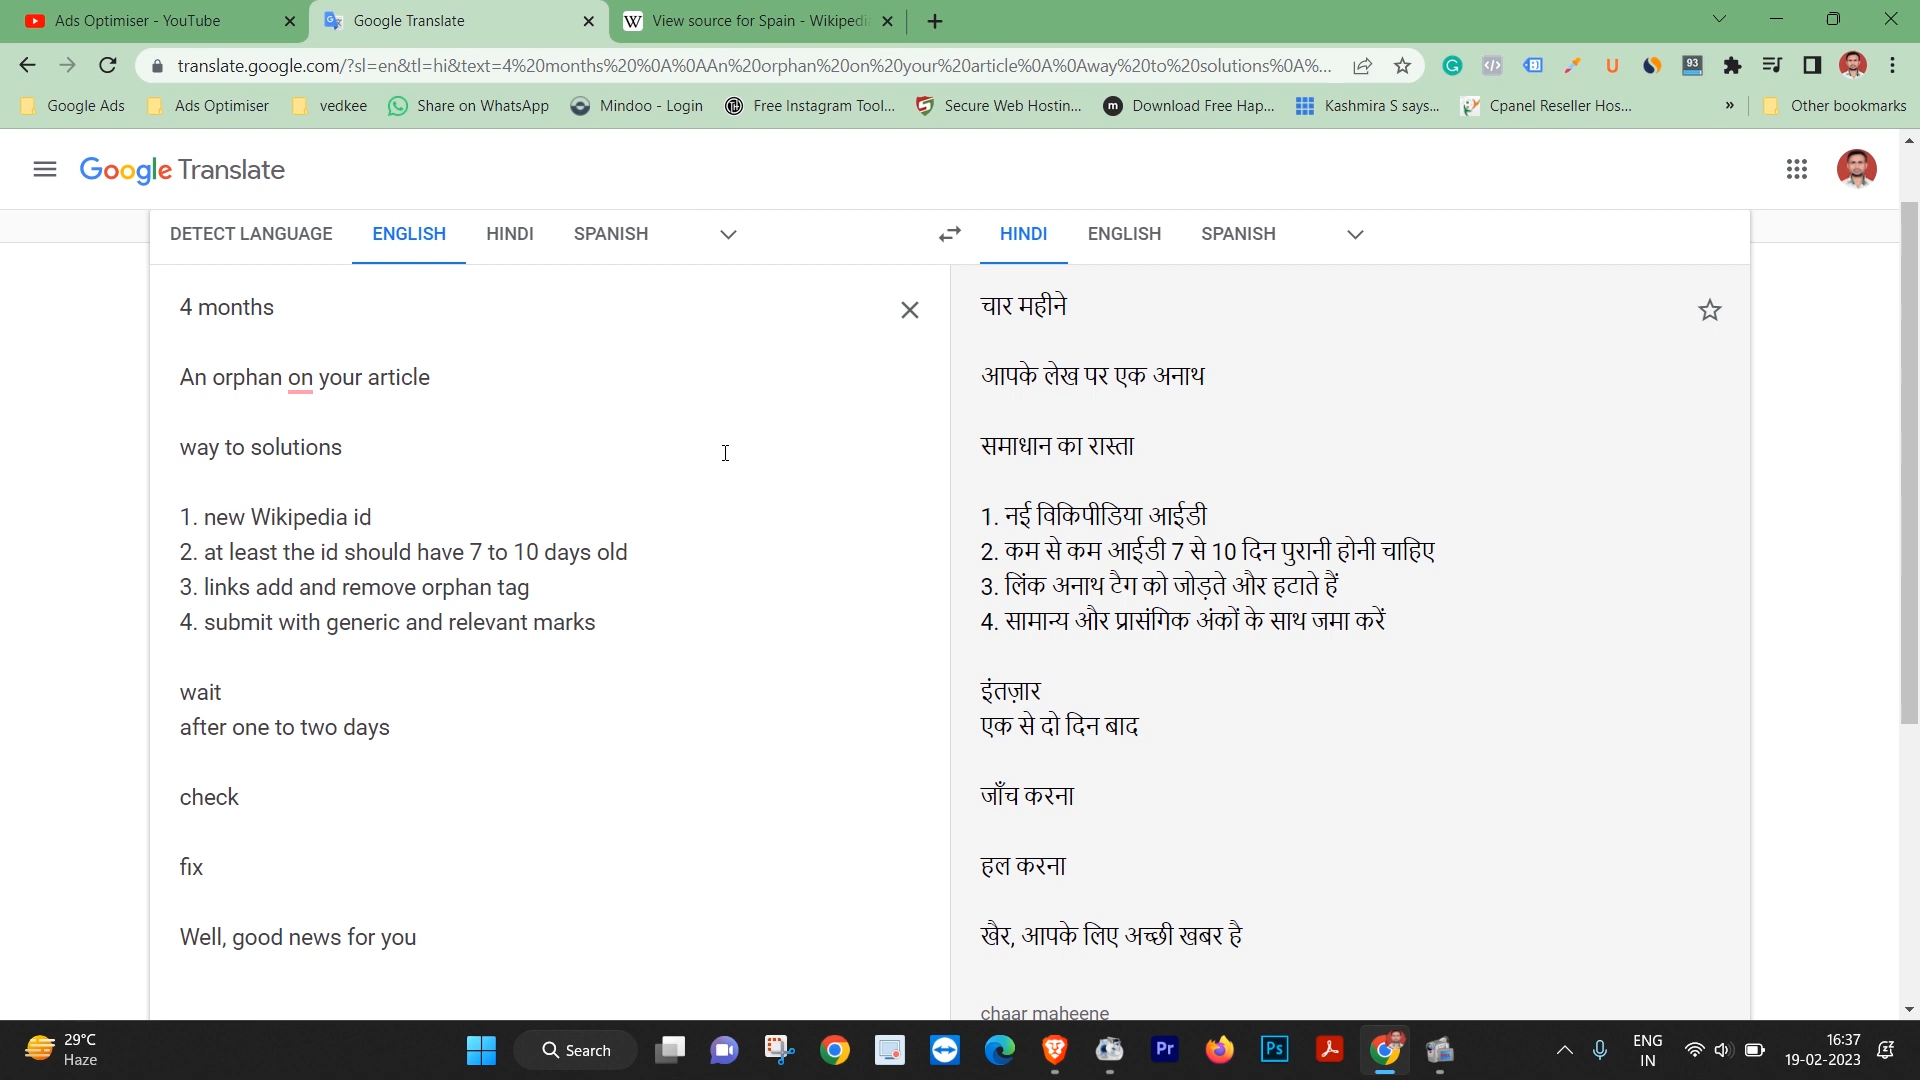 Ads Optimiser - YouTube
Google Translate
View source for Spain - Wikipedi
translate.google.com/?sl=en&tl=hi&text=4%20months%20%0A%0AAn%20orphan%20on%20your%20article%0A%0Away%20to%20solutions%0A%...
93
Google Ads
Ads Optimiser
vedkee
Share on WhatsApp
Mindoo - Login
Free Instagram Tool...
Secure Web Hostin...
Download Free Hap...
Kashmira S says...
Cpanel Reseller Hos...
»
Other bookmarks
Google Translate
DETECT LANGUAGE
ENGLISH
HINDI
SPANISH
HINDI
ENGLISH
SPANISH
4 months
An orphan on your article
way to solutions
1. new Wikipedia id
2. at least the id should have 7 to 10 days old
3. links add and remove orphan tag
4. submit with generic and relevant marks
wait
after one to two days
check
fix
Well, good news for you
चार महीने
आपके लेख पर एक अनाथ
समाधान का रास्ता
1. नई विकिपीडिया आईडी
2. कम से कम आईडी 7 से 10 दिन पुरानी होनी चाहिए
3. लिंक अनाथ टैग को जोड़ते और हटाते हैं
4. सामान्य और प्रासंगिक अंकों के साथ जमा करें
इंतज़ार
एक से दो दिन बाद
जाँच करना
हल करना
खैर, आपके लिए अच्छी खबर है
chaar maheene
29°C
Haze
Search
Pr
Ps
ENG
IN
16:37
19-02-2023